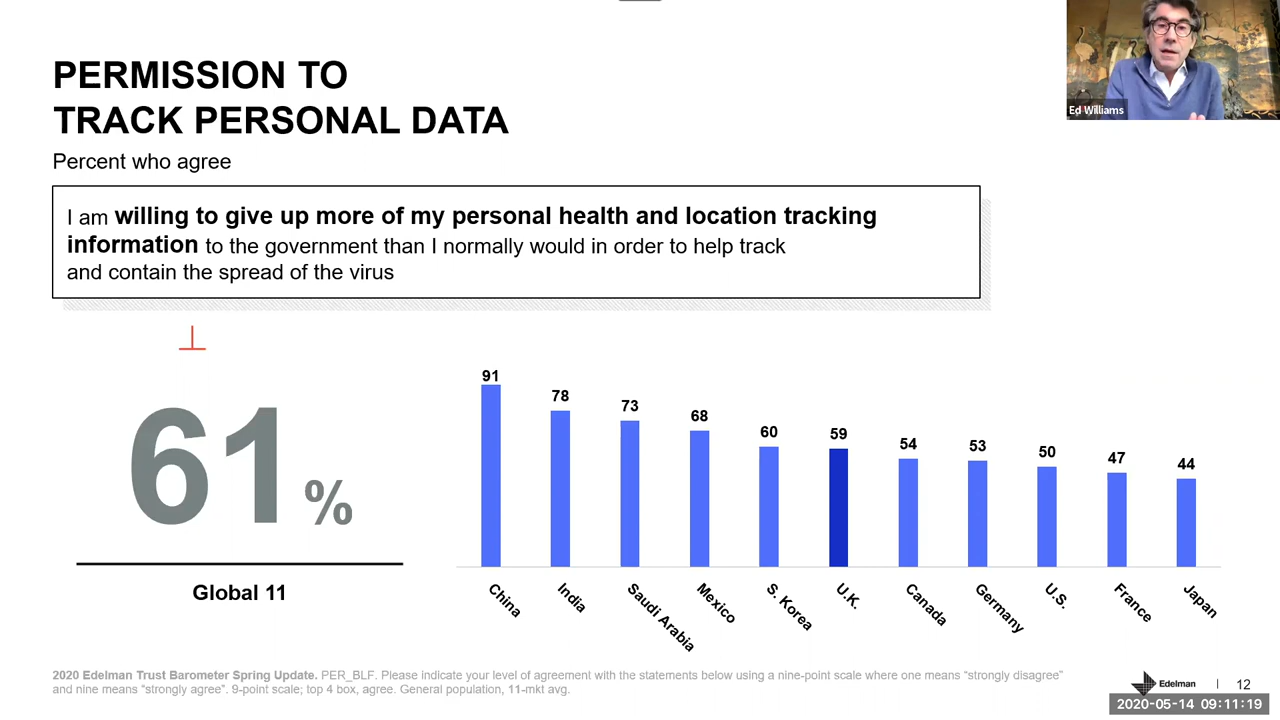 PERMISSION TO
TRACK PERSONAL DATA
Percent who agree
I am willing to give up more of my personal health and location tracking
information to the government than I normally would in order to help track
and contain the spread of the virus
61%
Global 11
91
78
73
68
60
59
54
53
50
47
44
China
India
Saudi Arabia
Mexico
S. Korea
U.K.
Canada
Germany
U.S.
France
Japan
2020 Edelman Trust Barometer Spring Update. PER_BLF. Please indicate your level of agreement with the statements below using a nine-point scale where one means “strongly disagree”
and nine means “strongly agree”. 9-point scale; top 4 box, agree. General population, 11-mkt avg.
Edelman | 12
Ed Williams
2020-05-14 09:11:19